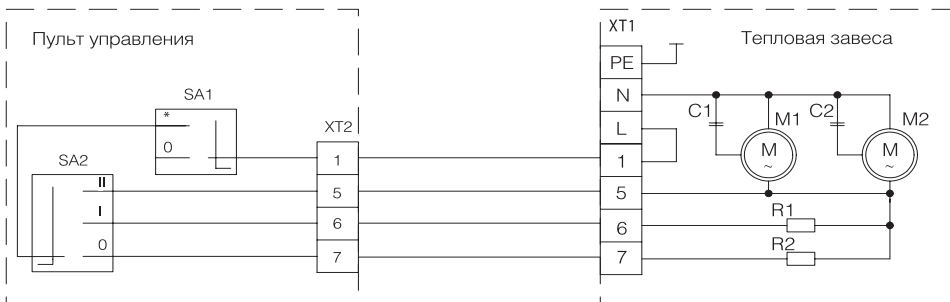 Пульт управления
SA1
*
0
SA2
II
I
0
XT2
1
5
6
7
XT1
PE
N
L
1
5
6
7
Тепловая завеса
C1
M1
M
~
C2
M2
M
~
R1
R2